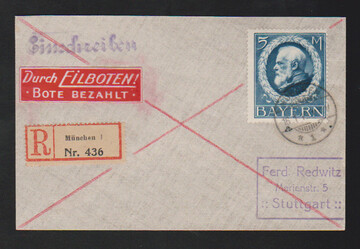 Einschreiben
5 M
BAYERN
Durch EILBOTEN!
· BOTE BEZAHLT ·
R
München 1
Nr. 436
Ferd Redwitz
Marienstr. 5
:: Stuttgart ::